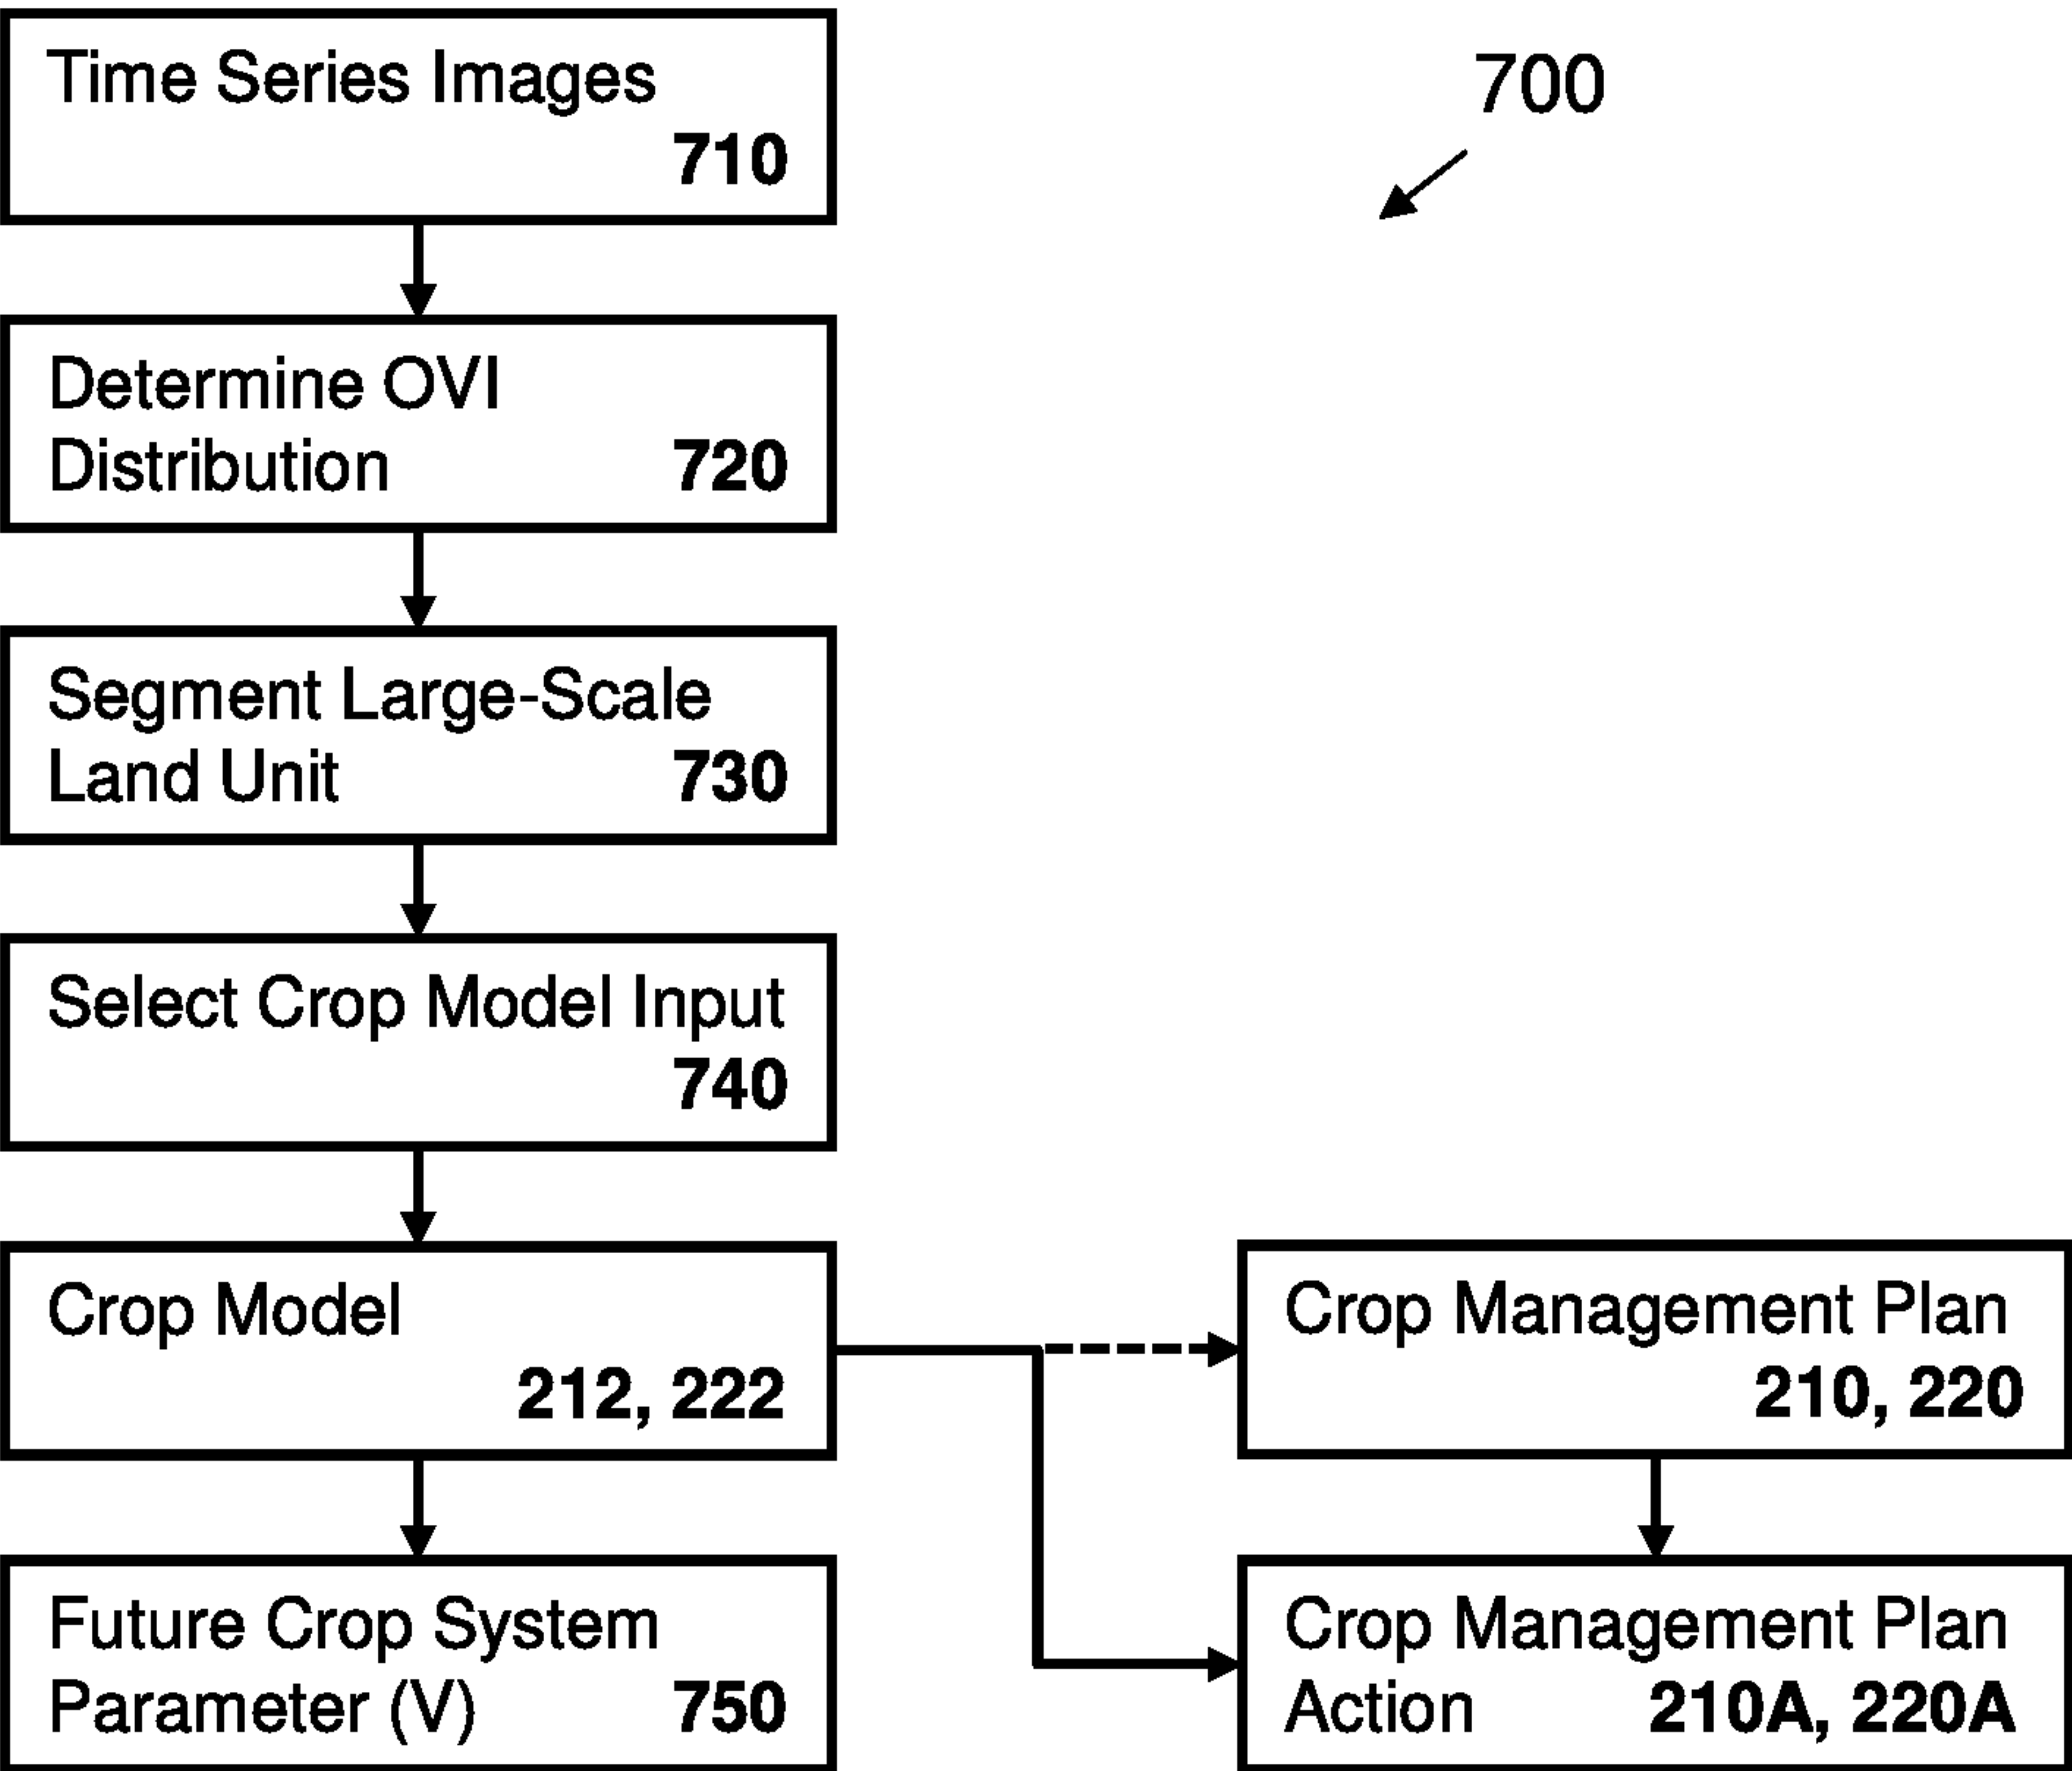 Time Series Images
710
700
Determine OVI
Distribution 720
Segment Large-Scale
Land Unit 730
Select Crop Model Input
740
Crop Model
212, 222
Crop Management Plan
210, 220
Future Crop System
Parameter (V) 750
Crop Management Plan
Action 210A, 220A